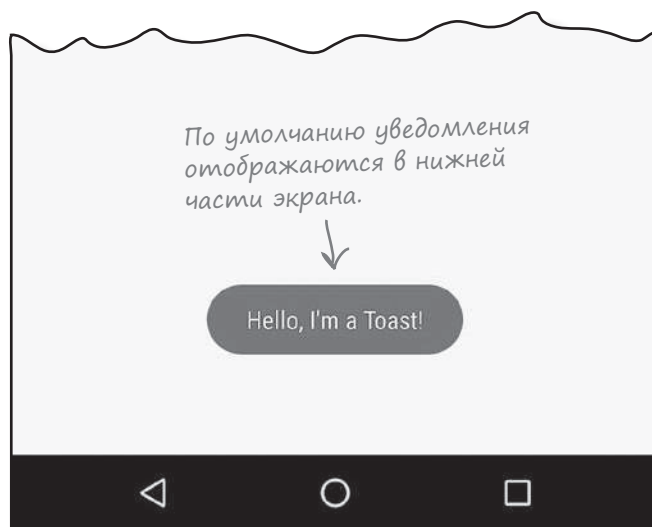 По умолчанию уведомления
отображаются в нижней
части экрана.
Hello, I'm a Toast!